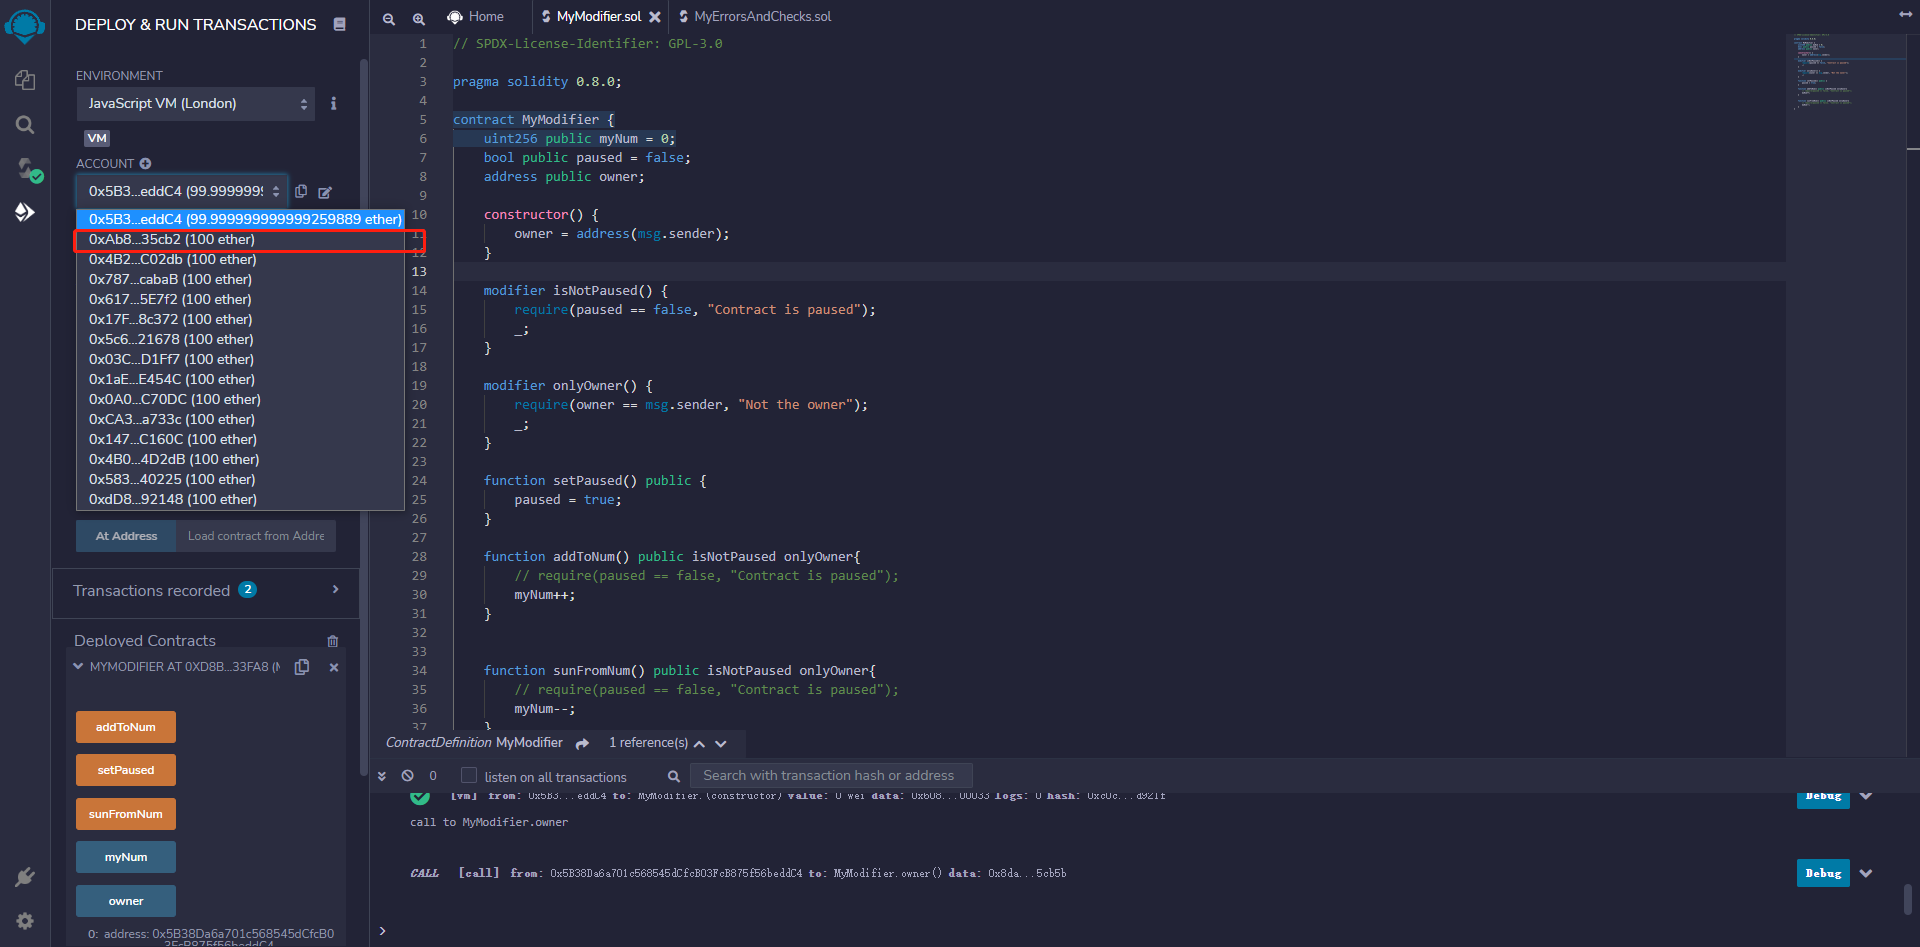 DEPLOY & RUN TRANSACTIONS
ENVIRONMENT
JavaScript VM (London)
VM
ACCOUNT
0x5B3...eddC4 (99.9999999
0x5B3...eddC4 (99.999999999999259889 ether)
0xAb8...35cb2 (100 ether)
0x4B2...C02db (100 ether)
0x787...cabaB (100 ether)
0x617...5E7f2 (100 ether)
0x17F...8c372 (100 ether)
0x5c6...21678 (100 ether)
0x03C...D1Ff7 (100 ether)
0x1aE...E454C (100 ether)
0x0A0...C70DC (100 ether)
0xCA3...a733c (100 ether)
0x147...C160C (100 ether)
0x4B0...4D2dB (100 ether)
0x583...40225 (100 ether)
0xdD8...92148 (100 ether)
At Address
Load contract from Addre
Transactions recorded 2
Deployed Contracts
MYMODIFIER AT 0XD8B...33FA8 (M
addToNum
setPaused
sunFromNum
myNum
owner
0: address: 0x5B38Da6a701c568545dCfcB0
3FcB875f56beddC4
Home
MyModifier.sol
MyErrorsAndChecks.sol
1 // SPDX-License-Identifier: GPL-3.0
2
3 pragma solidity 0.8.0;
4
5 contract MyModifier {
6 uint256 public myNum = 0;
7 bool public paused = false;
8 address public owner;
9
10 constructor() {
11 owner = address(msg.sender);
12 }
13
14 modifier isNotPaused() {
15 require(paused == false, "Contract is paused");
16 _;
17 }
18
19 modifier onlyOwner() {
20 require(owner == msg.sender, "Not the owner");
21 _;
22 }
23
24 function setPaused() public {
25 paused = true;
26 }
27
28 function addToNum() public isNotPaused onlyOwner{
29 // require(paused == false, "Contract is paused");
30 myNum++;
31 }
32
33
34 function sunFromNum() public isNotPaused onlyOwner{
35 // require(paused == false, "Contract is paused");
36 myNum--;
37 }
ContractDefinition MyModifier 1 reference(s)
0 listen on all transactions Search with transaction hash or address
[vm] from: 0x5B3...eddC4 to: MyModifier.(constructor) value: 0 wei data: 0x608...00033 logs: 0 hash: 0xc0c...d921f
Debug
call to MyModifier.owner
CALL [call] from: 0x5B38Da6a701c568545dCfcB03FcB875f56beddC4 to: MyModifier.owner() data: 0x8da...5cb5b
Debug
>